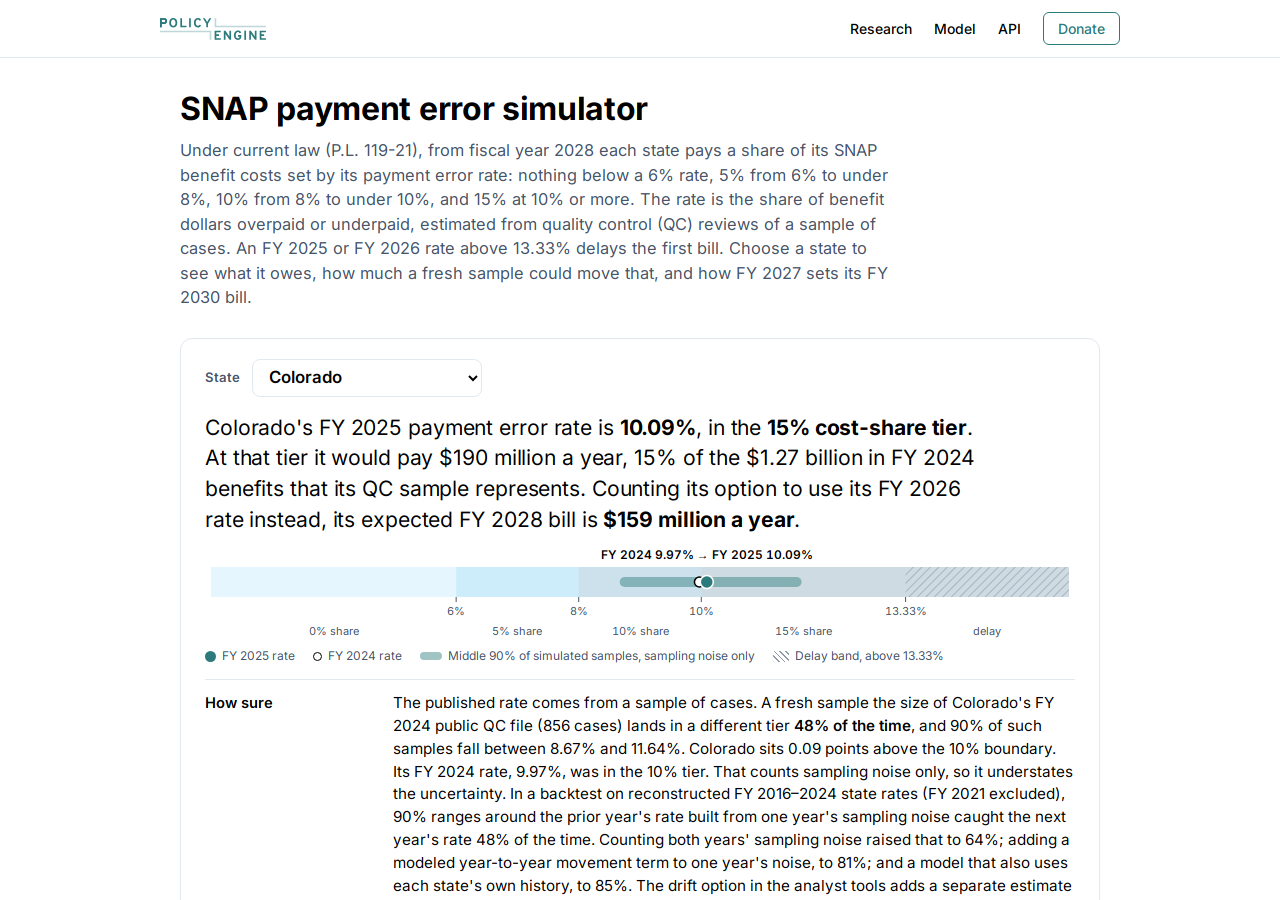 POLICY
ENGINE
Research Model API Donate
SNAP payment error simulator
Under current law (P.L. 119-21), from fiscal year 2028 each state pays a share of its SNAP
benefit costs set by its payment error rate: nothing below a 6% rate, 5% from 6% to under
8%, 10% from 8% to under 10%, and 15% at 10% or more. The rate is the share of benefit
dollars overpaid or underpaid, estimated from quality control (QC) reviews of a sample of
cases. An FY 2025 or FY 2026 rate above 13.33% delays the first bill. Choose a state to
see what it owes, how much a fresh sample could move that, and how FY 2027 sets its FY
2030 bill.
State Colorado
Colorado's FY 2025 payment error rate is 10.09%, in the 15% cost-share tier.
At that tier it would pay $190 million a year, 15% of the $1.27 billion in FY 2024
benefits that its QC sample represents. Counting its option to use its FY 2026
rate instead, its expected FY 2028 bill is $159 million a year.
FY 2024 9.97% → FY 2025 10.09%
6% 8% 10% 13.33%
0% share 5% share 10% share 15% share delay
FY 2025 rate FY 2024 rate Middle 90% of simulated samples, sampling noise only Delay band, above 13.33%
How sure
The published rate comes from a sample of cases. A fresh sample the size of Colorado's FY
2024 public QC file (856 cases) lands in a different tier 48% of the time, and 90% of such
samples fall between 8.67% and 11.64%. Colorado sits 0.09 points above the 10% boundary.
Its FY 2024 rate, 9.97%, was in the 10% tier. That counts sampling noise only, so it understates
the uncertainty. In a backtest on reconstructed FY 2016–2024 state rates (FY 2021 excluded),
90% ranges around the prior year's rate built from one year's sampling noise caught the next
year's rate 48% of the time. Counting both years' sampling noise raised that to 64%; adding a
modeled year-to-year movement term to one year's noise, to 81%; and a model that also uses
each state's own history, to 85%. The drift option in the analyst tools adds a separate estimate